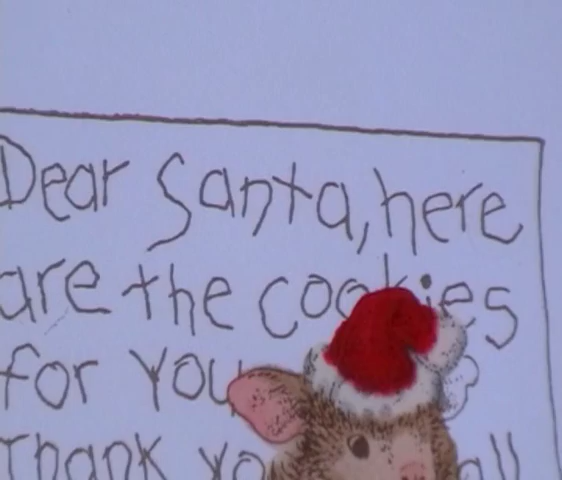 Dear Santa, here
are the cookies
for you
Thank